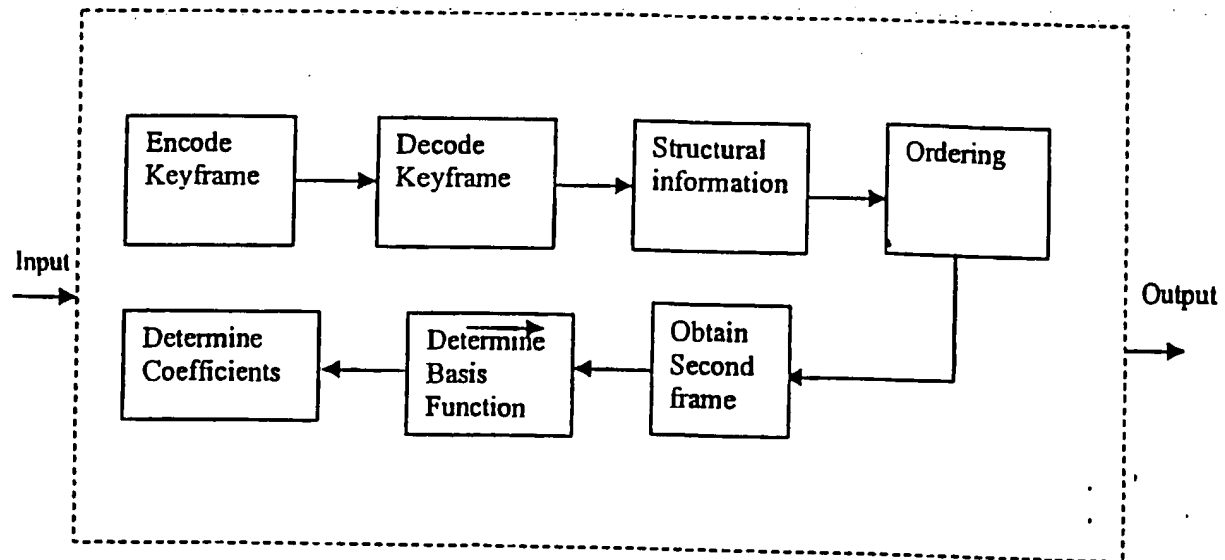 Encode
Keyframe
Decode
Keyframe
Structural
information
Ordering
Input
Output
Determine
Coefficients
Determine
Basis
Function
Obtain
Second
frame